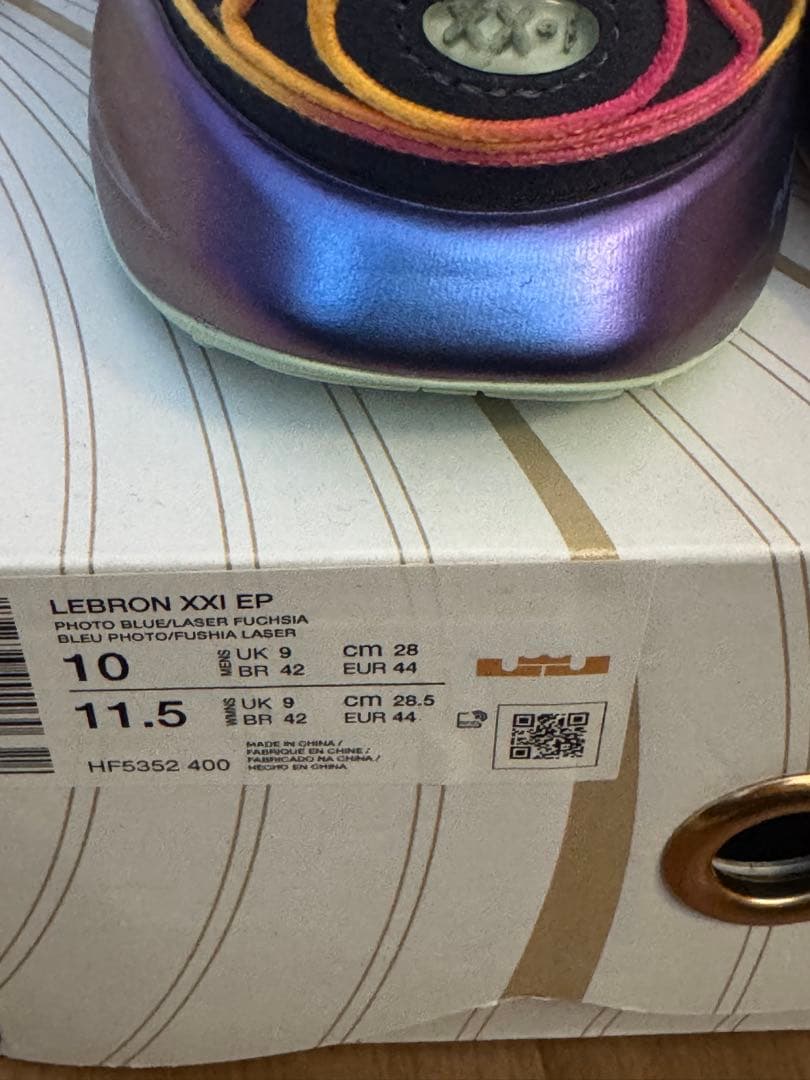 XX•I
LEBRON XXI EP
PHOTO BLUE/LASER FUCHSIA
BLEU PHOTO/FUSHIA LASER
10 MENS UK 9 cm 28
BR 42 EUR 44
11.5 WMNS UK 9 cm 28.5
BR 42 EUR 44
HF5352 400
MADE IN CHINA /
FABRIQUE EN CHINE /
FABRICADO NA CHINA /
HECHO EN CHINA